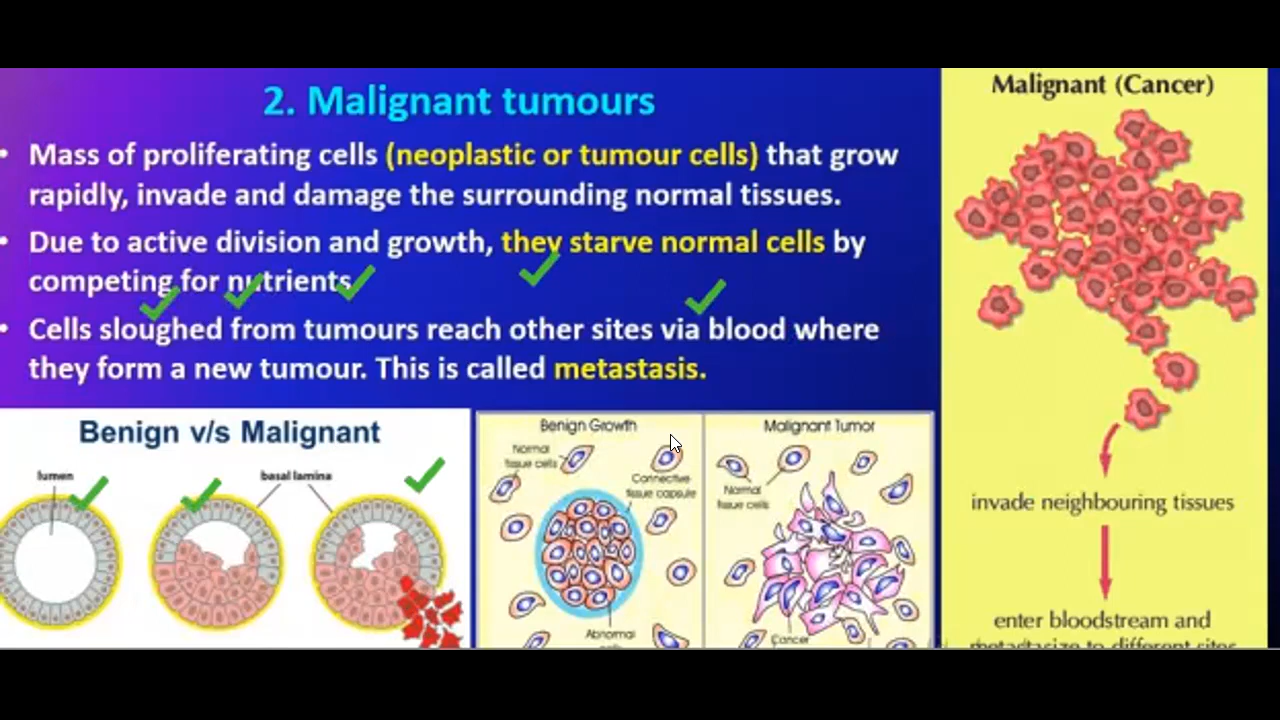 2. Malignant tumours
• Mass of proliferating cells (neoplastic or tumour cells) that grow
rapidly, invade and damage the surrounding normal tissues.
• Due to active division and growth, they starve normal cells by
competing for nutrients.
• Cells sloughed from tumours reach other sites via blood where
they form a new tumour. This is called metastasis.
Benign v/s Malignant
lumen
basal lamina
Benign Growth
Normal
tissue cells
Connective
tissue capsule
Abnormal
Malignant Tumor
Normal
tissue cells
Cancer
Malignant (Cancer)
invade neighbouring tissues
enter bloodstream and
metastasize to different sites